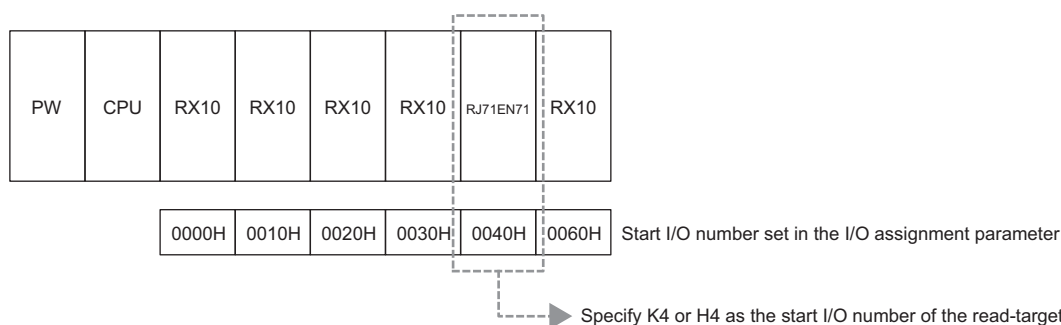 PW CPU RX10 RX10 RX10 RX10 RJ71EN71 RX10
0000H 0010H 0020H 0030H 0040H 0060H Start I/O number set in the I/O assignment parameter
Specify K4 or H4 as the start I/O number of the read-target